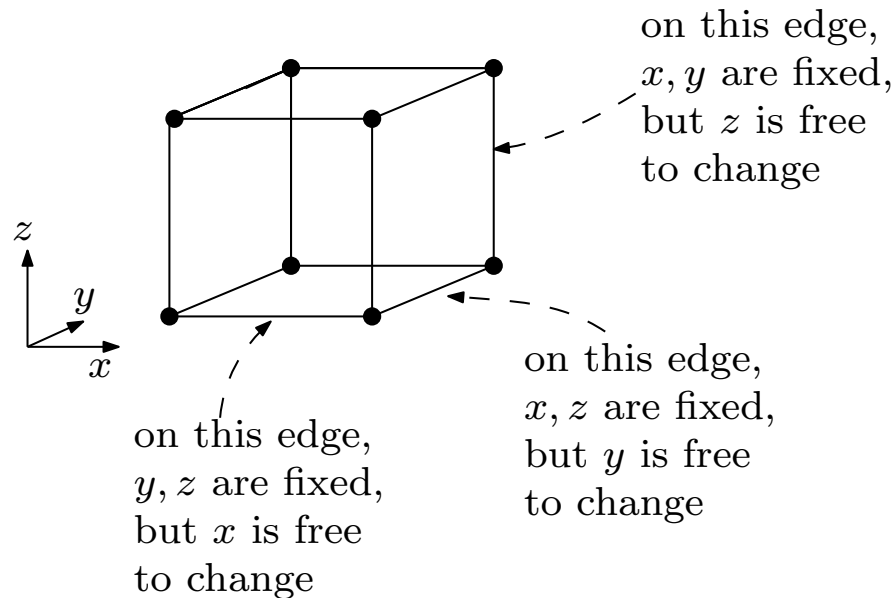 on this edge,
x, y are fixed,
but z is free
to change
z
y
x
on this edge,
x, z are fixed,
but y is free
to change
on this edge,
y, z are fixed,
but x is free
to change